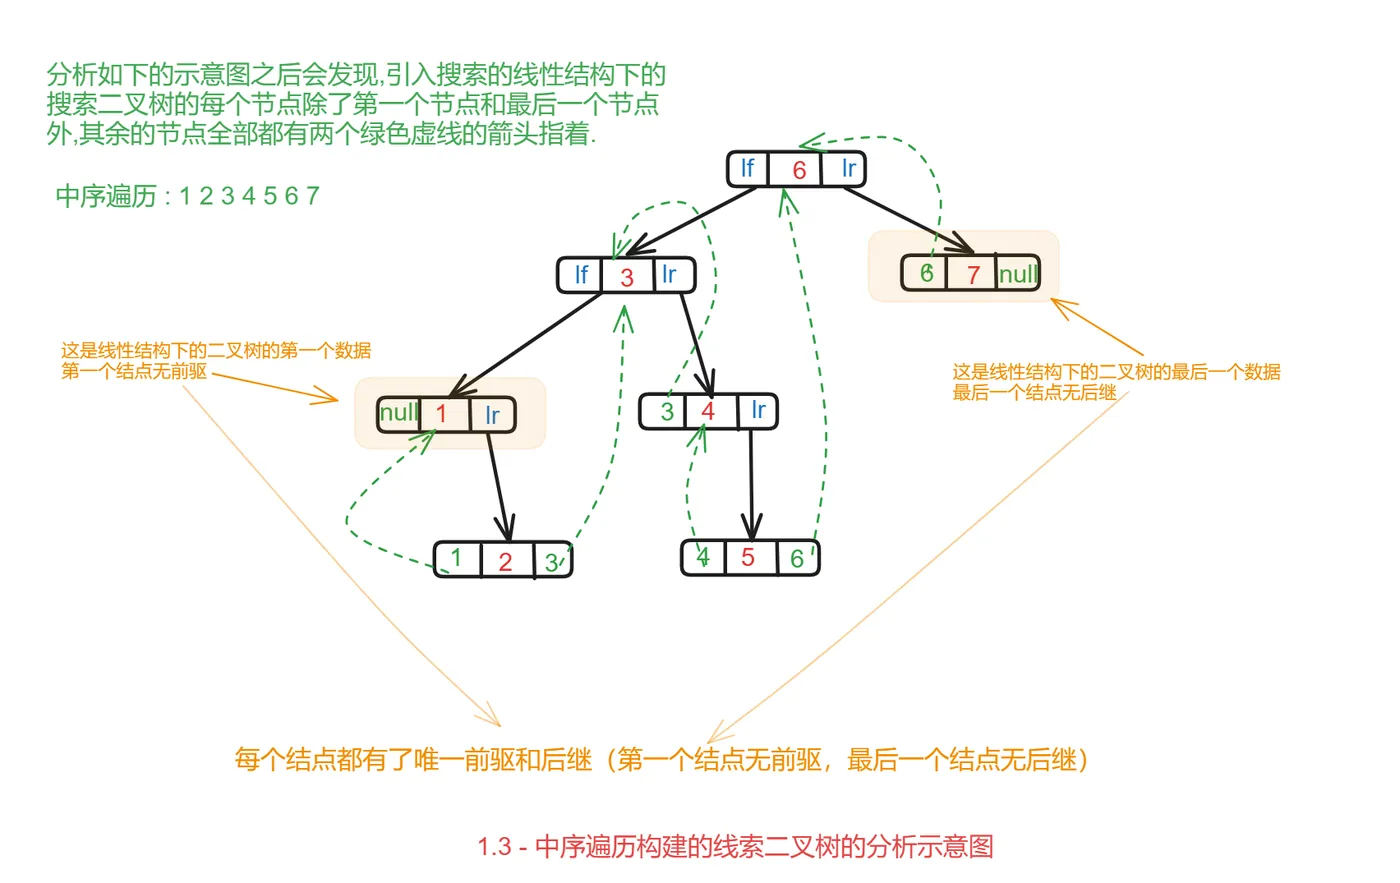 分析如下的示意图之后会发现,引入搜索的线性结构下的
搜索二叉树的每个节点除了第一个节点和最后一个节点
外,其余的节点全部都有两个绿色虚线的箭头指着.
中序遍历 : 1 2 3 4 5 6 7
lf 6 lr
lf 3 lr
6 7 null
这是线性结构下的二叉树的第一个数据
第一个结点无前驱
这是线性结构下的二叉树的最后一个数据
最后一个结点无后继
null 1 lr
3 4 lr
1 2 3
4 5 6
每个结点都有了唯一前驱和后继（第一个结点无前驱，最后一个结点无后继）
1.3 - 中序遍历构建的线索二叉树的分析示意图